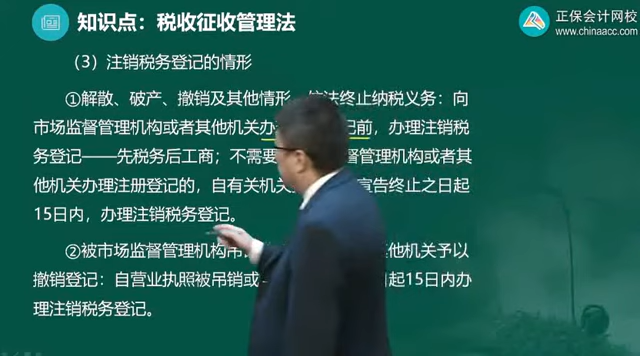 知识点：税收征收管理法
正保会计网校
www.chinaacc.com
（3）注销税务登记的情形
①解散、破产、撤销及其他情形，依法终止纳税义务：向
市场监督管理机构或者其他机关办 记前，办理注销税
务登记——先税务后工商；不需要 督管理机构或者其
他机关办理注册登记的，自有关机关 宣告终止之日起
15日内，办理注销税务登记。
②被市场监督管理机构吊 其他机关予以
撤销登记：自营业执照被吊销或 起15日内办
理注销税务登记。